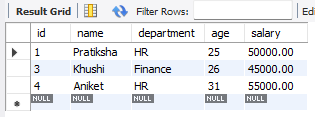 Result Grid Filter Rows: Ed
id name department age salary
1 Pratiksha HR 25 50000.00
3 Khushi Finance 26 45000.00
4 Aniket HR 31 55000.00
NULL NULL NULL NULL NULL